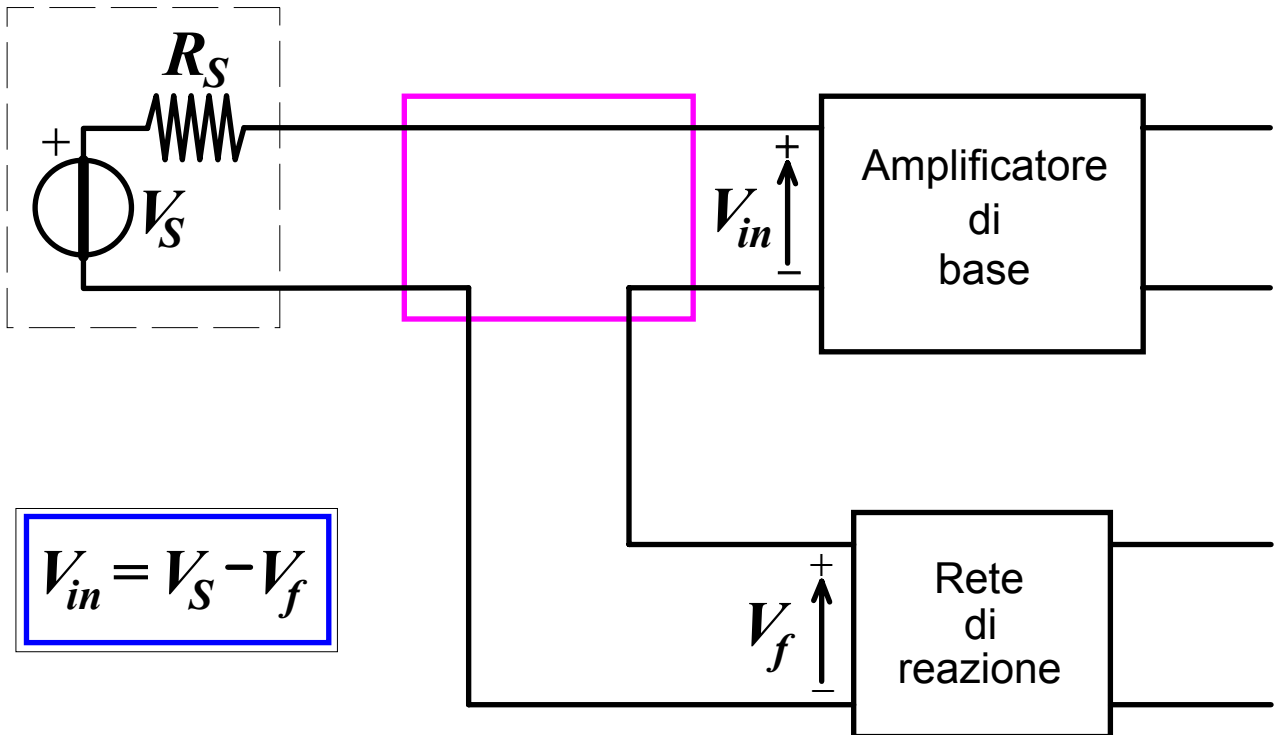 R_S
+
V_S
+
V_in
−
Amplificatore
di
base
V_in = V_S − V_f
+
V_f
−
Rete
di
reazione